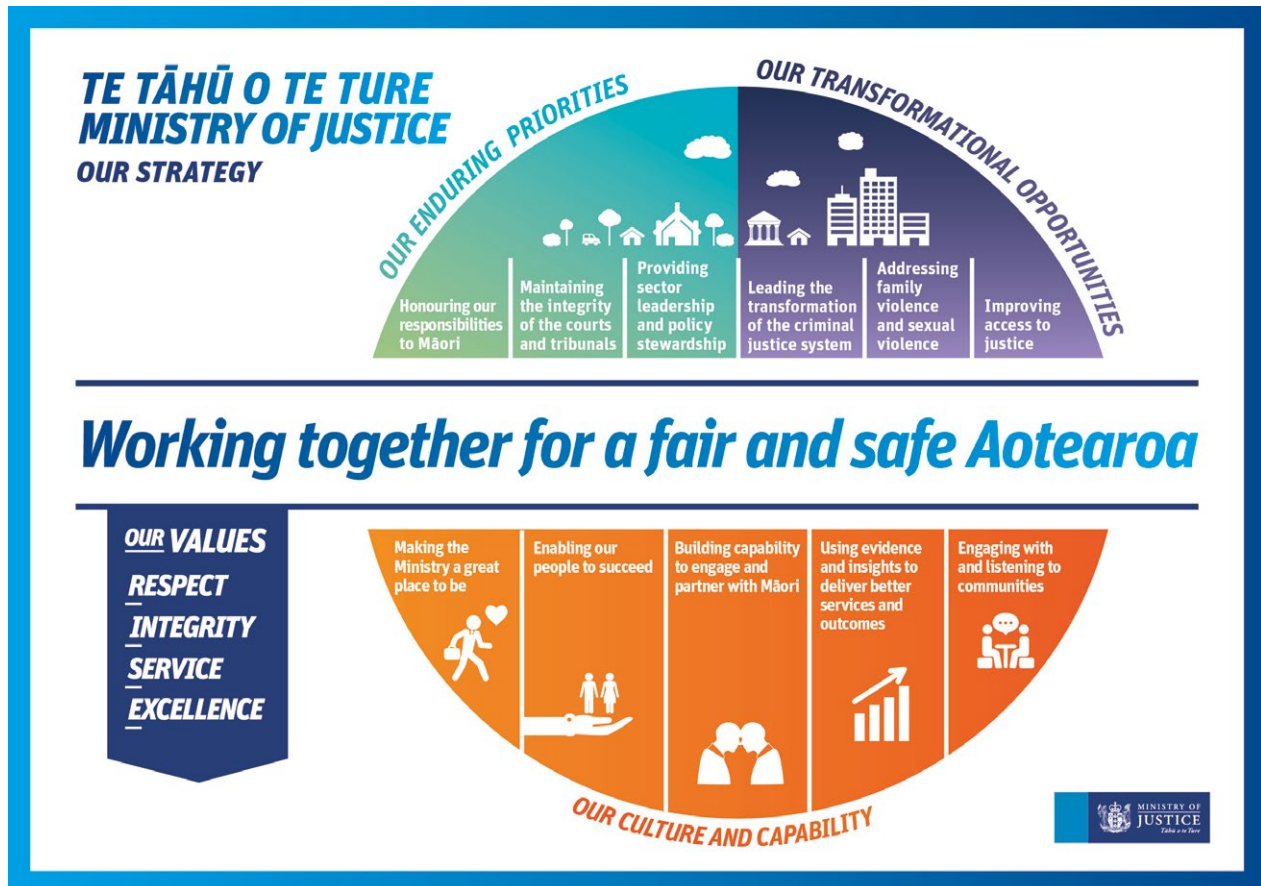 TE TĀHŪ O TE TURE
MINISTRY OF JUSTICE
OUR STRATEGY
OUR ENDURING PRIORITIES
OUR TRANSFORMATIONAL OPPORTUNITIES
Honouring our
responsibilities
to Māori
Maintaining
the integrity
of the courts
and tribunals
Providing
sector
leadership
and policy
stewardship
Leading the
transformation
of the criminal
justice system
Addressing
family
violence
and sexual
violence
Improving
access to
justice
Working together for a fair and safe Aotearoa
OUR VALUES
RESPECT
INTEGRITY
SERVICE
EXCELLENCE
Making the
Ministry a great
place to be
Enabling our
people to succeed
Building capability
to engage and
partner with Māori
Using evidence
and insights to
deliver better
services and
outcomes
Engaging with
and listening to
communities
OUR CULTURE AND CAPABILITY
MINISTRY OF
JUSTICE
Tāhū o te Ture